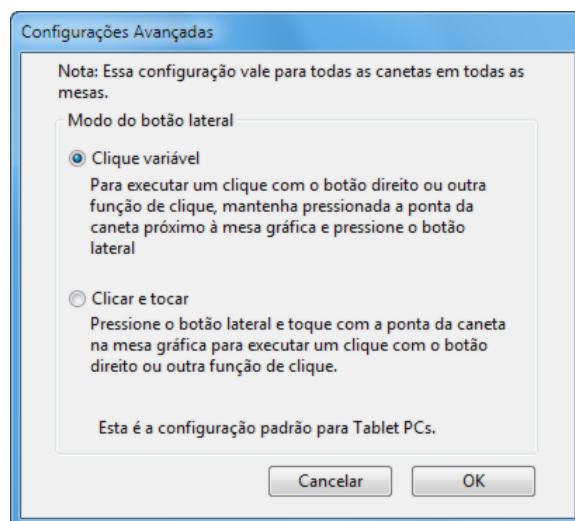 Configurações Avançadas
Nota: Essa configuração vale para todas as canetas em todas as
mesas.
Modo do botão lateral
Clique variável
Para executar um clique com o botão direito ou outra
função de clique, mantenha pressionada a ponta da
caneta próximo à mesa gráfica e pressione o botão
lateral
Clicar e tocar
Pressione o botão lateral e toque com a ponta da caneta
na mesa gráfica para executar um clique com o botão
direito ou outra função de clique.
Esta é a configuração padrão para Tablet PCs.
Cancelar
OK